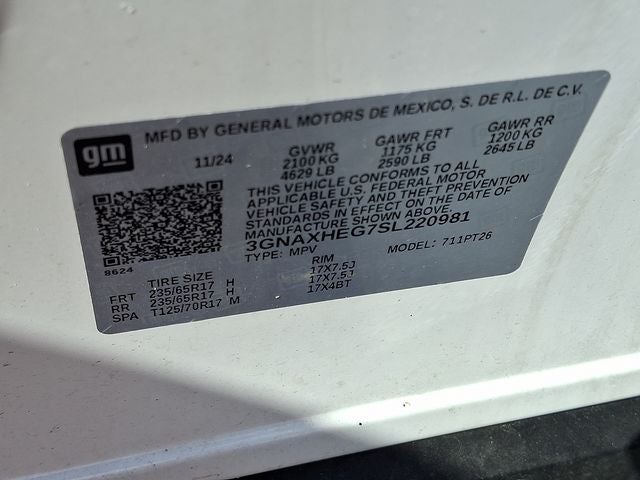 gm
MFD BY GENERAL MOTORS DE MEXICO, S. DE R.L. DE C.V.
11/24 GVWR GAWR FRT GAWR RR
2100 KG 1175 KG 1200 KG
4629 LB 2590 LB 2645 LB
THIS VEHICLE CONFORMS TO ALL
APPLICABLE U.S. FEDERAL MOTOR
VEHICLE SAFETY AND THEFT PREVENTION
STANDARDS IN EFFECT ON THE DATE OF
MANUFACTURE SHOWN ABOVE.
3GNAXHEG7SL220981
TYPE: MPV MODEL: 711PT26
8624
TIRE SIZE RIM
FRT 235/65R17 H 17X7.5J
RR 235/65R17 H 17X7.5J
SPA T125/70R17 M 17X4BT